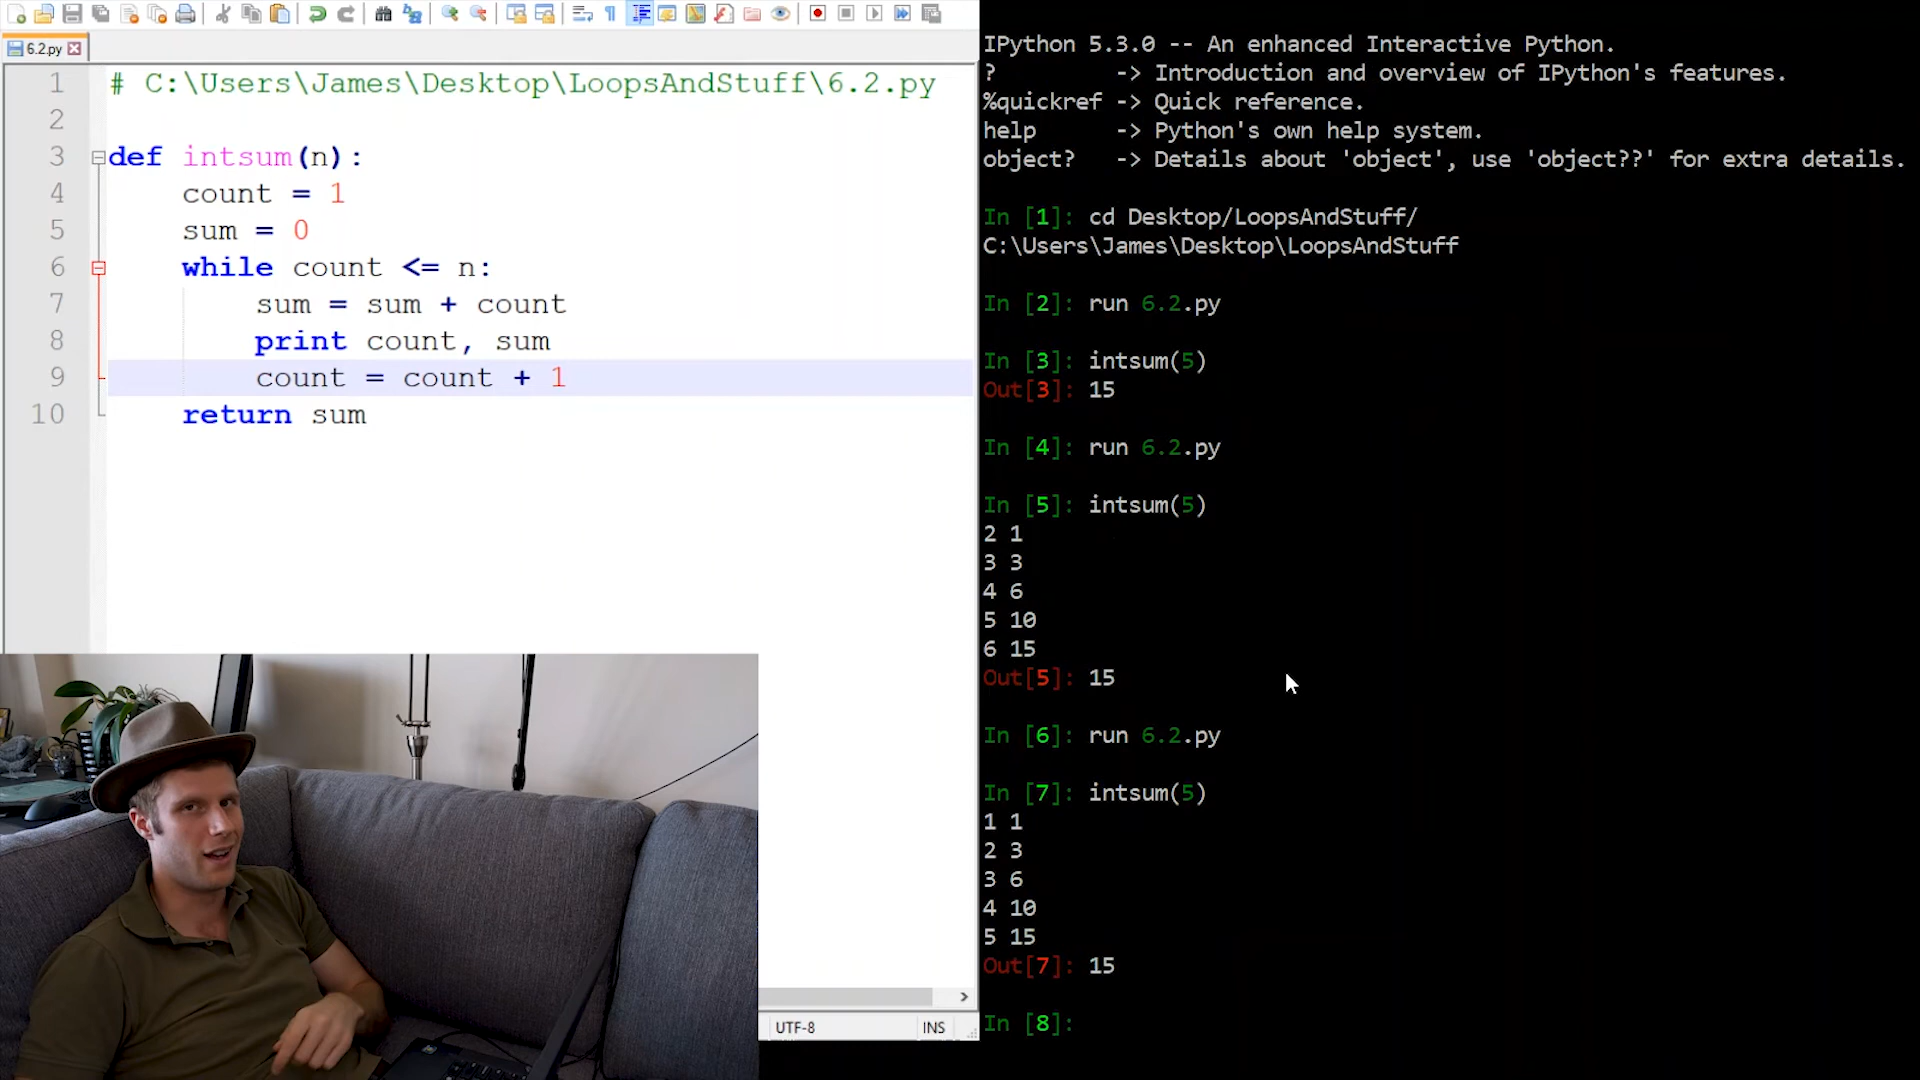 6.2.py
1 # C:\Users\James\Desktop\LoopsAndStuff\6.2.py
2
3 def intsum(n):
4 count = 1
5 sum = 0
6 while count <= n:
7 sum = sum + count
8 print count, sum
9 count = count + 1
10 return sum
UTF-8 INS
IPython 5.3.0 -- An enhanced Interactive Python.
? -> Introduction and overview of IPython's features.
%quickref -> Quick reference.
help -> Python's own help system.
object? -> Details about 'object', use 'object??' for extra details.
In [1]: cd Desktop/LoopsAndStuff/
C:\Users\James\Desktop\LoopsAndStuff
In [2]: run 6.2.py
In [3]: intsum(5)
Out[3]: 15
In [4]: run 6.2.py
In [5]: intsum(5)
2 1
3 3
4 6
5 10
6 15
Out[5]: 15
In [6]: run 6.2.py
In [7]: intsum(5)
1 1
2 3
3 6
4 10
5 15
Out[7]: 15
In [8]: